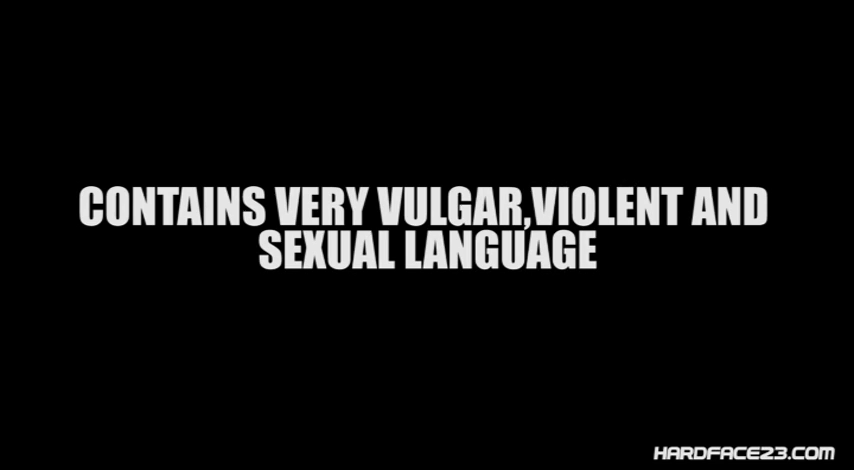 CONTAINS VERY VULGAR,VIOLENT AND
SEXUAL LANGUAGE
HARDFACE23.COM